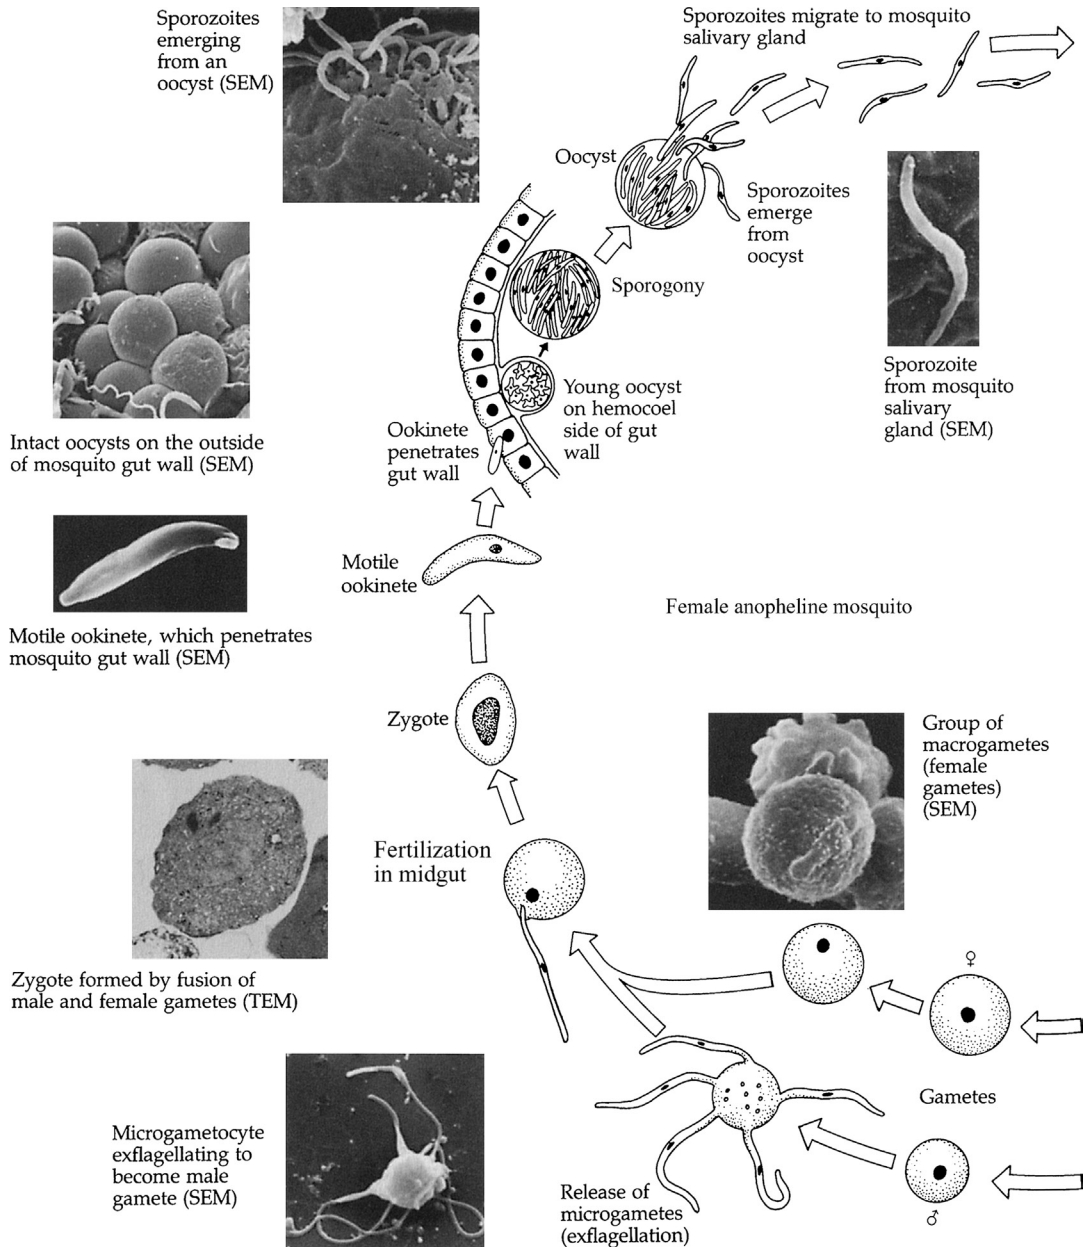 Sporozoites
emerging
from an
oocyst (SEM)
Sporozoites migrate to mosquito
salivary gland
Oocyst
Sporozoites
emerge
from
oocyst
Sporogony
Sporozoite
from mosquito
salivary
gland (SEM)
Young oocyst
on hemocoel
side of gut
wall
Intact oocysts on the outside
of mosquito gut wall (SEM)
Ookinete
penetrates
gut wall
Motile
ookinete
Female anopheline mosquito
Motile ookinete, which penetrates
mosquito gut wall (SEM)
Zygote
Group of
macrogametes
(female
gametes)
(SEM)
Fertilization
in midgut
♀
Zygote formed by fusion of
male and female gametes (TEM)
Gametes
Microgametocyte
exflagellating to
become male
gamete (SEM)
Release of
microgametes
(exflagellation)
♂